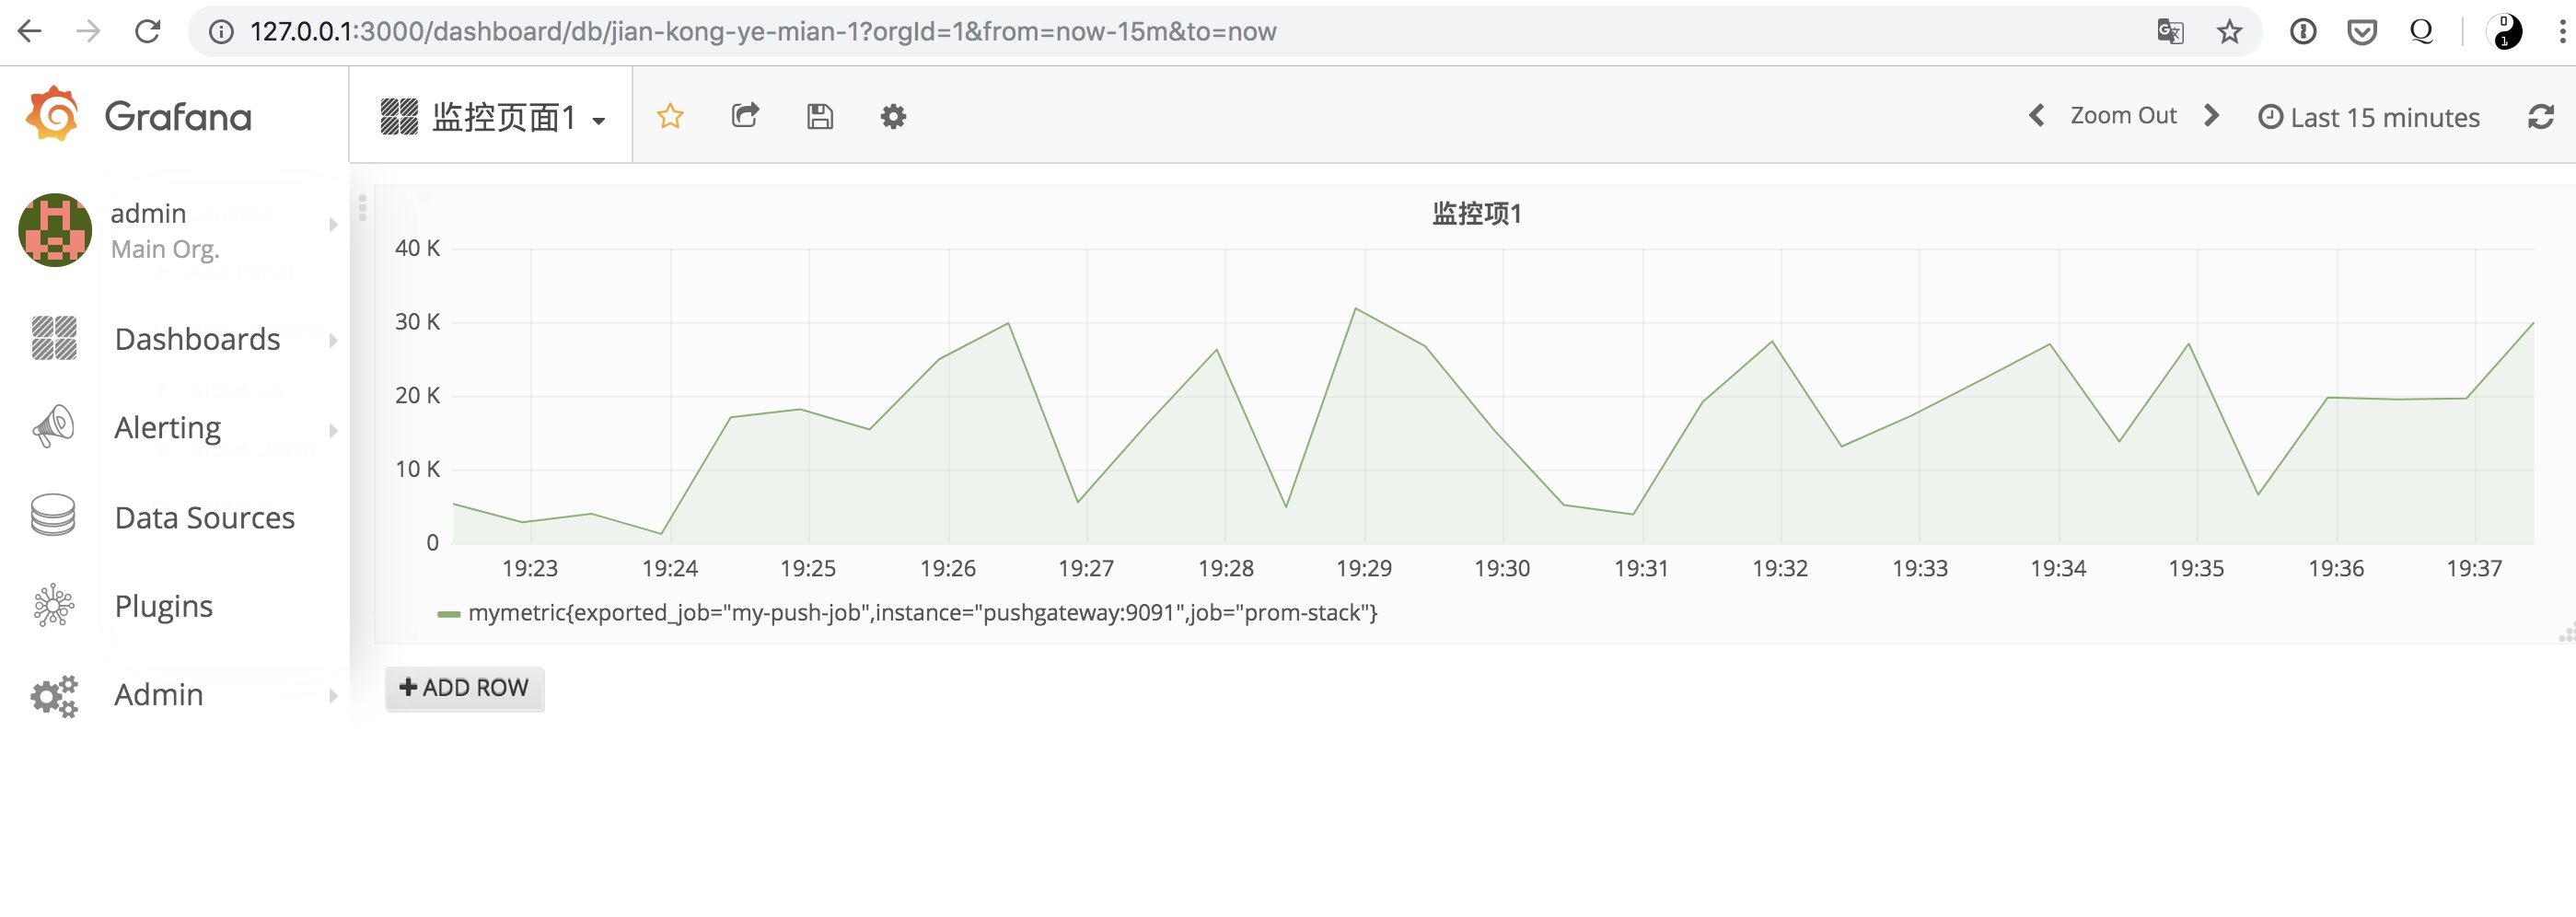 127.0.0.1:3000/dashboard/db/jian-kong-ye-mian-1?orgId=1&from=now-15m&to=now
Grafana
监控页面1
Zoom Out
Last 15 minutes
admin
Main Org.
Dashboards
Alerting
Data Sources
Plugins
Admin
监控项1
40 K
30 K
20 K
10 K
0
19:23 19:24 19:25 19:26 19:27 19:28 19:29 19:30 19:31 19:32 19:33 19:34 19:35 19:36 19:37
mymetric{exported_job="my-push-job",instance="pushgateway:9091",job="prom-stack"}
ADD ROW